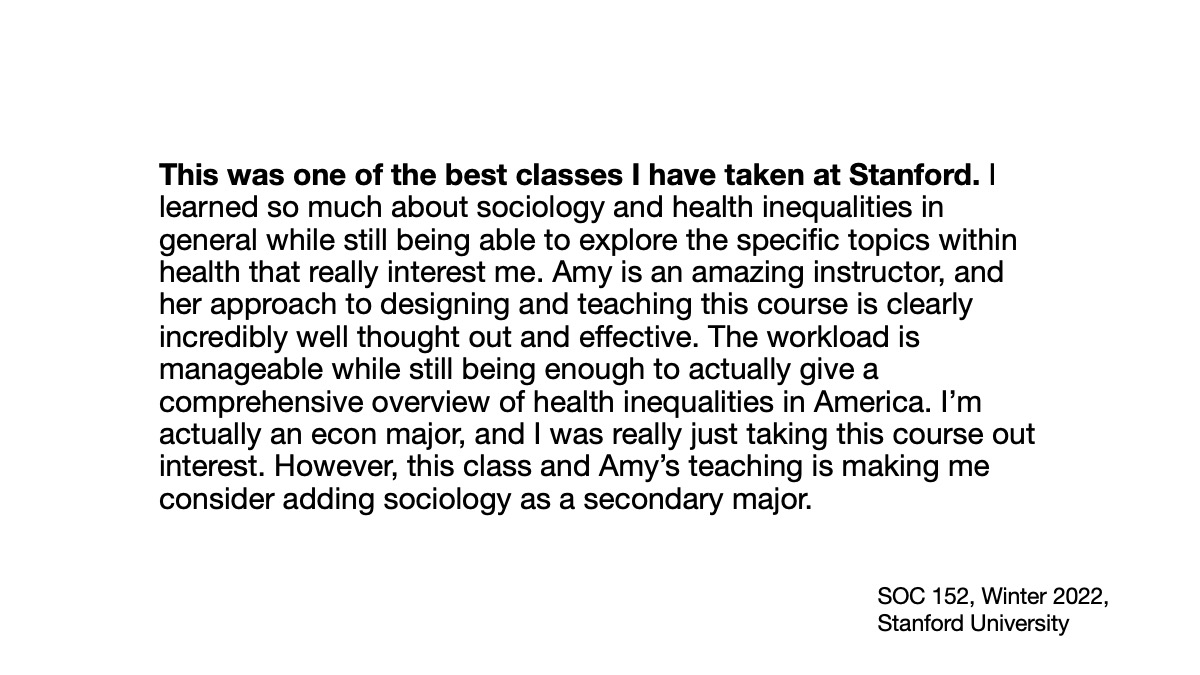 This was one of the best classes I have taken at Stanford. I
learned so much about sociology and health inequalities in
general while still being able to explore the specific topics within
health that really interest me. Amy is an amazing instructor, and
her approach to designing and teaching this course is clearly
incredibly well thought out and effective. The workload is
manageable while still being enough to actually give a
comprehensive overview of health inequalities in America. I’m
actually an econ major, and I was really just taking this course out
interest. However, this class and Amy’s teaching is making me
consider adding sociology as a secondary major.
SOC 152, Winter 2022,
Stanford University